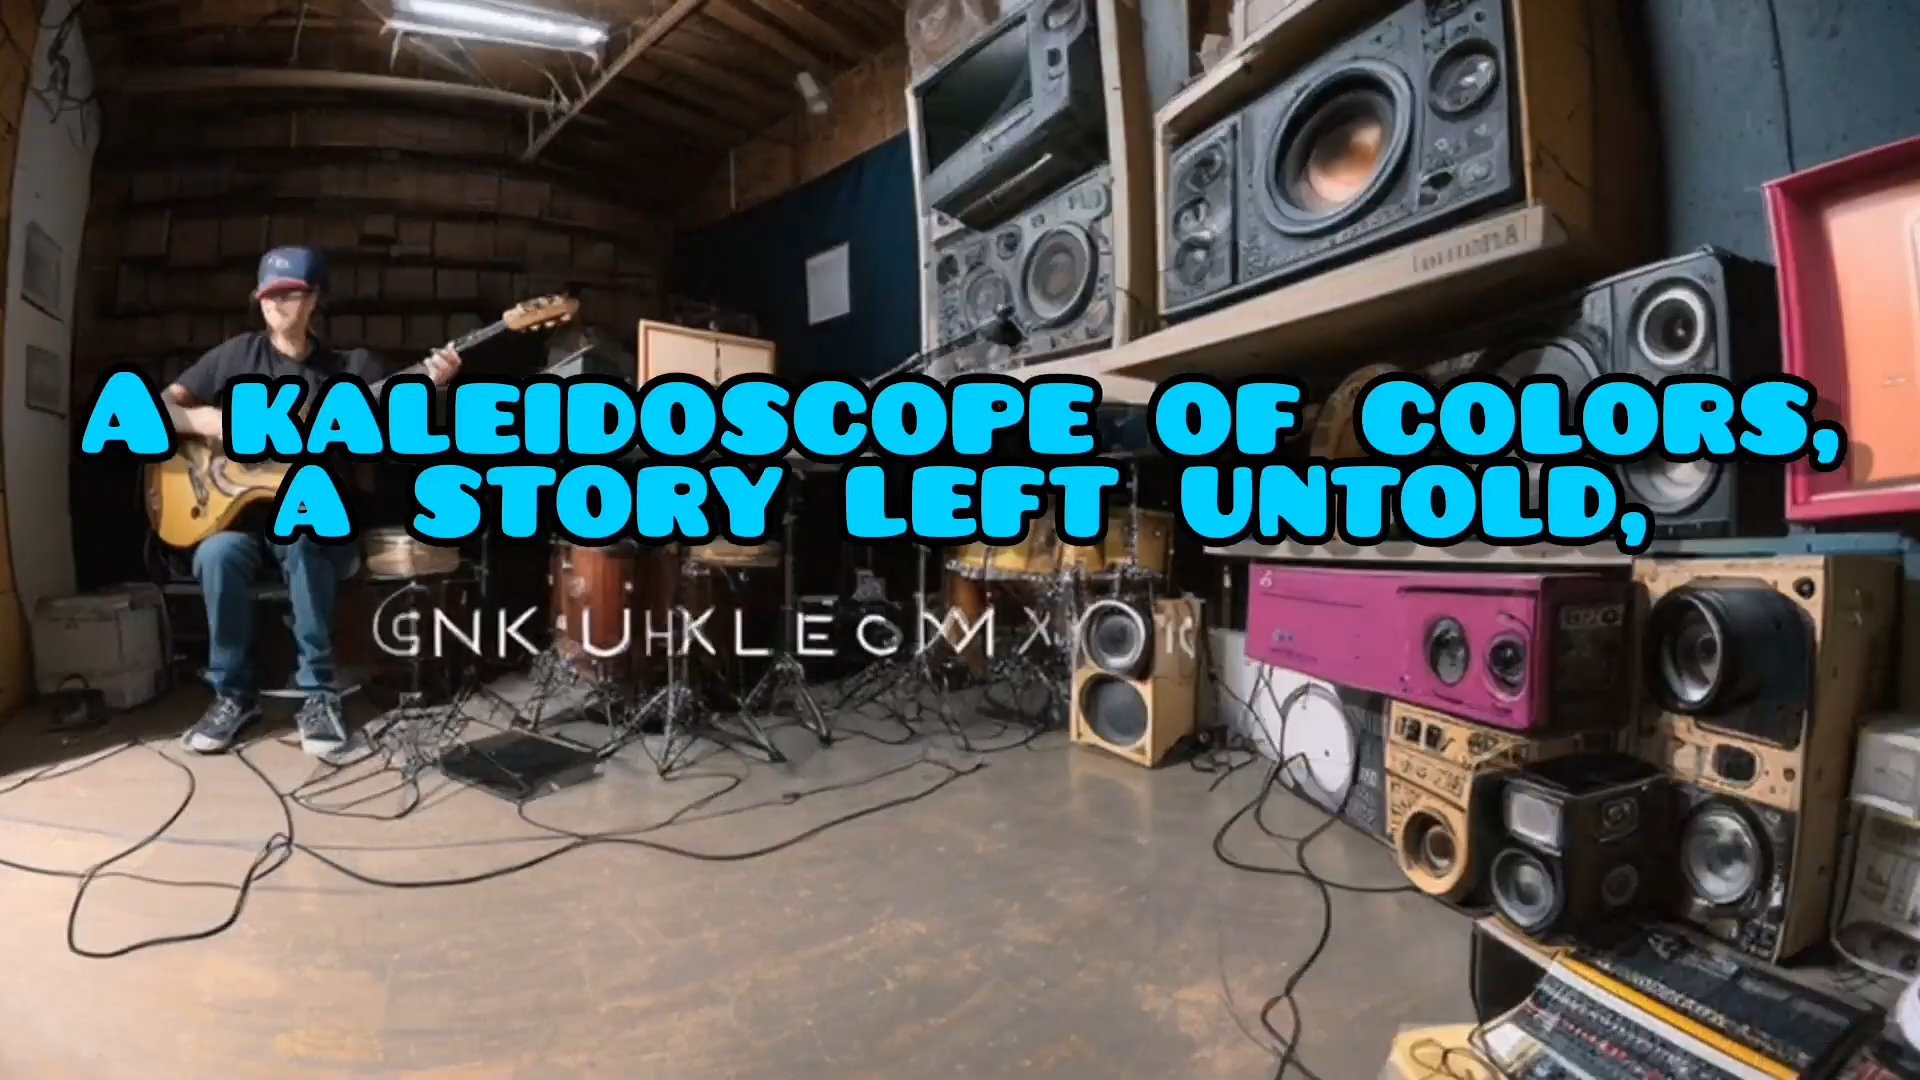 A KALEIDOSCOPE OF COLORS,
A STORY LEFT UNTOLD,